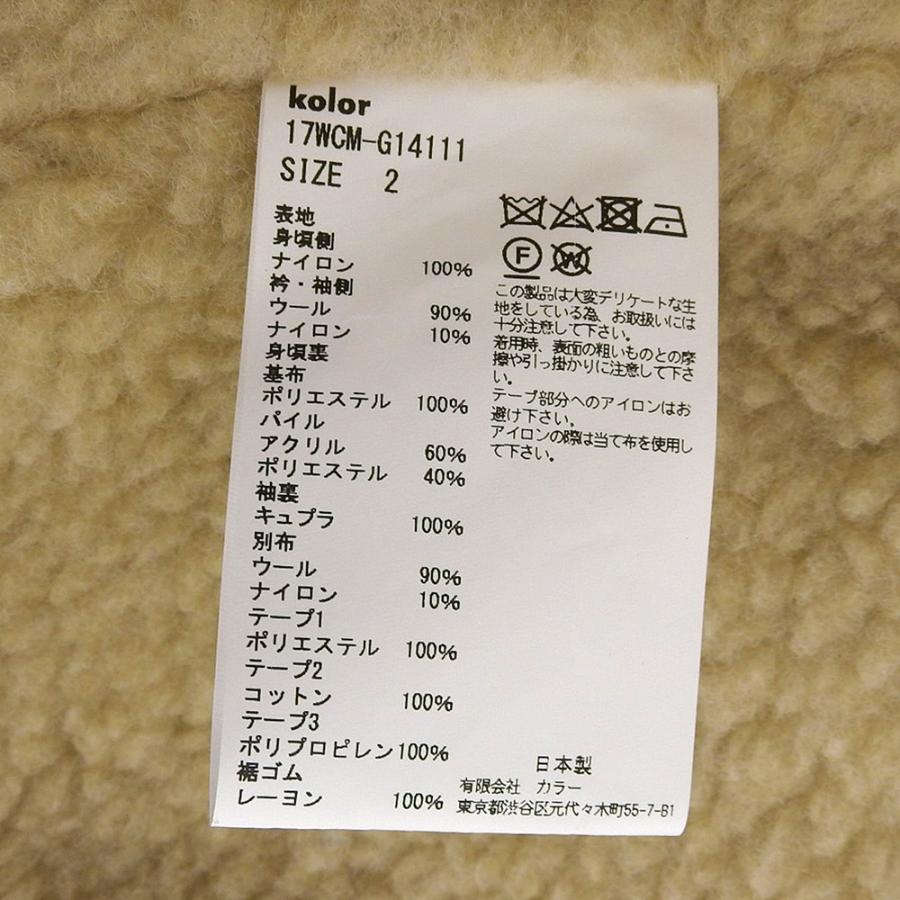 kolor
17WCM-G14111
SIZE 2
表地
身頃側
ナイロン 100%
衿・袖側
ウール 90%
ナイロン 10%
身頃裏
基布
ポリエステル 100%
パイル
アクリル 60%
ポリエステル 40%
袖裏
キュプラ 100%
別布
ウール 90%
ナイロン 10%
テープ1
ポリエステル 100%
テープ2
コットン 100%
テープ3
ポリプロピレン100%
裾ゴム
レーヨン 100%
F W
この製品は大変デリケートな生
地をしている為、お取扱いには
十分注意して下さい。
着用時、表面の粗いものとの摩
擦や引っ掛かりに注意して下さ
い。
テープ部分へのアイロンはお
避け下さい。
アイロンの際は当て布を使用し
て下さい。
日本製
有限会社 カラー
東京都渋谷区元代々木町55-7-B1